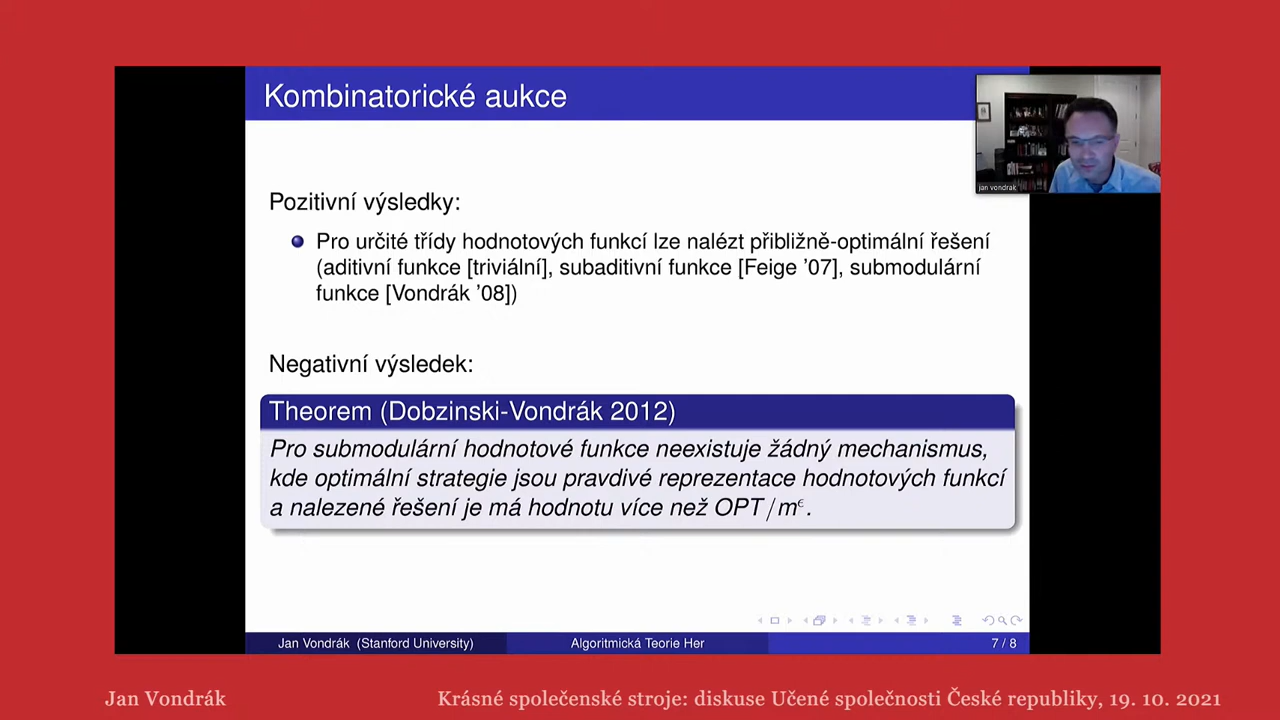 Kombinatorické aukce
jan vondrak
Pozitivní výsledky:
Pro určité třídy hodnotových funkcí lze nalézt přibližně-optimální řešení
(aditivní funkce [triviální], subaditivní funkce [Feige '07], submodulární
funkce [Vondrák '08])
Negativní výsledek:
Theorem (Dobzinski-Vondrák 2012)
Pro submodulární hodnotové funkce neexistuje žádný mechanismus,
kde optimální strategie jsou pravdivé reprezentace hodnotových funkcí
a nalezené řešení je má hodnotu více než OPT/m^ϵ.
Jan Vondrák (Stanford University) Algoritmická Teorie Her 7 / 8
Jan Vondrák Krásné společenské stroje: diskuse Učené společnosti České republiky, 19. 10. 2021